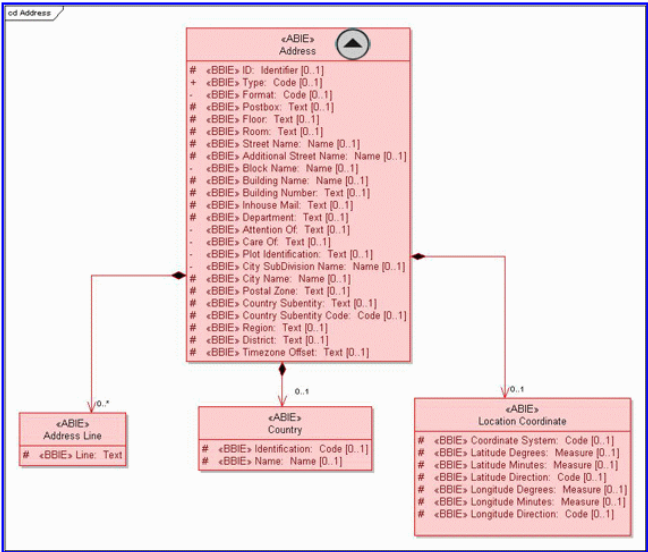 cd Address
«ABIE»
Address
# «BBIE» ID: Identifier [0..1]
+ «BBIE» Type: Code [0..1]
- «BBIE» Format: Code [0..1]
# «BBIE» Postbox: Text [0..1]
# «BBIE» Floor: Text [0..1]
# «BBIE» Room: Text [0..1]
# «BBIE» Street Name: Name [0..1]
# «BBIE» Additional Street Name: Name [0..1]
- «BBIE» Block Name: Name [0..1]
# «BBIE» Building Name: Name [0..1]
# «BBIE» Building Number: Text [0..1]
# «BBIE» Inhouse Mail: Text [0..1]
# «BBIE» Department: Text [0..1]
- «BBIE» Attention Of: Text [0..1]
- «BBIE» Care Of: Text [0..1]
- «BBIE» Plot Identification: Text [0..1]
- «BBIE» City SubDivision Name: Name [0..1]
# «BBIE» City Name: Name [0..1]
# «BBIE» Postal Zone: Text [0..1]
# «BBIE» Country Subentity: Text [0..1]
# «BBIE» Country Subentity Code: Code [0..1]
# «BBIE» Region: Text [0..1]
# «BBIE» District: Text [0..1]
# «BBIE» Timezone Offset: Text [0..1]
0..*
«ABIE»
Address Line
# «BBIE» Line: Text
0..1
«ABIE»
Country
# «BBIE» Identification: Code [0..1]
# «BBIE» Name: Name [0..1]
0..1
«ABIE»
Location Coordinate
# «BBIE» Coordinate System: Code [0..1]
# «BBIE» Latitude Degrees: Measure [0..1]
# «BBIE» Latitude Minutes: Measure [0..1]
# «BBIE» Latitude Direction: Code [0..1]
# «BBIE» Longitude Degrees: Measure [0..1]
# «BBIE» Longitude Minutes: Measure [0..1]
# «BBIE» Longitude Direction: Code [0..1]